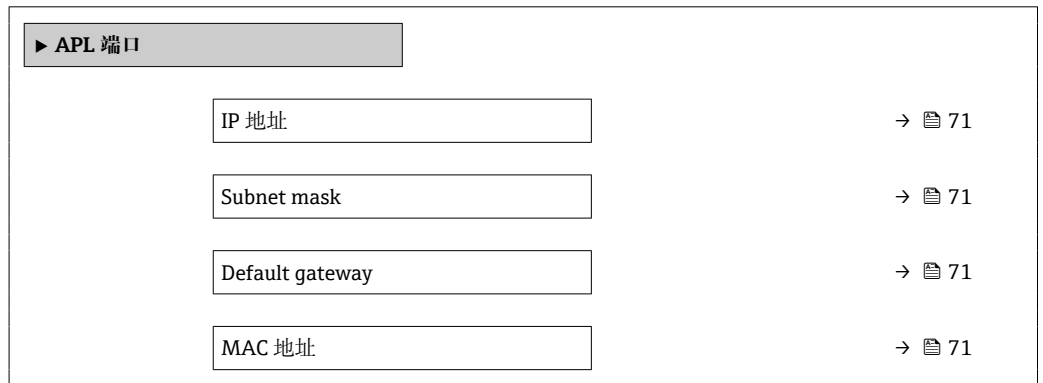 ▶ APL 端口
IP 地址 → 🖹 71
Subnet mask → 🖹 71
Default gateway → 🖹 71
MAC 地址 → 🖹 71